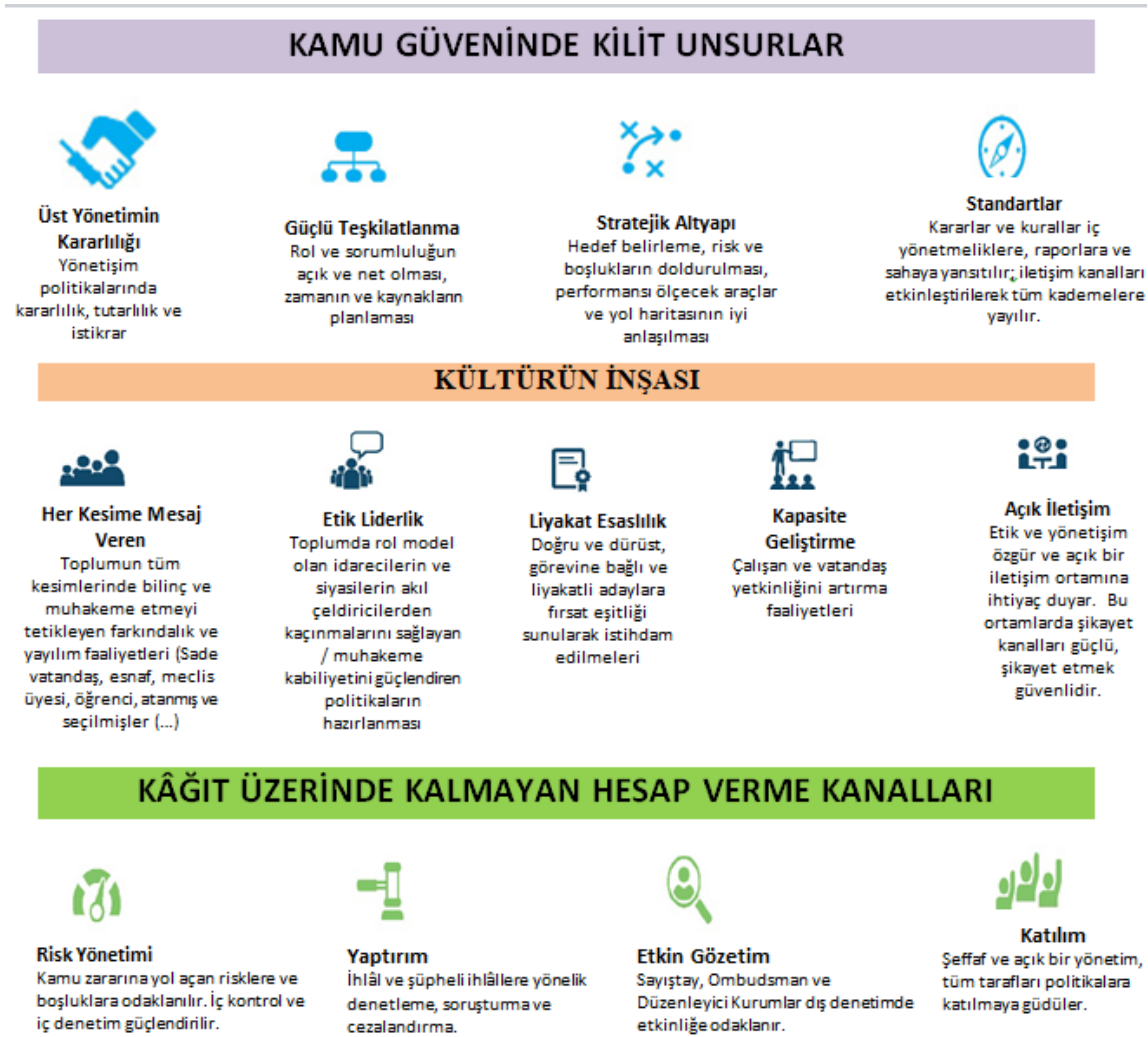 KAMU GÜVENİNDE KİLİT UNSURLAR
Üst Yönetimin
Kararlılığı
Yönetişim
politikalarında
kararlılık, tutarlılık ve
istikrar
Güçlü Teşkilatlanma
Rol ve sorumluluğun
açık ve net olması,
zamanın ve kaynakların
planlaması
Stratejik Altyapı
Hedef belirleme, risk ve
boşlukların doldurulması,
performansı ölçecek araçlar
ve yol haritasının iyi
anlaşılması
Standartlar
Kararlar ve kurallar iç
yönetmeliklere, raporlara ve
sahaya yansıtılır; iletişim kanalları
etkinleştirilerek tüm kademelere
yayılır.
KÜLTÜRÜN İNŞASI
Her Kesime Mesaj
Veren
Toplumun tüm
kesimlerinde bilinç ve
muhakeme etmeyi
tetikleyen farkındalık ve
yayılım faaliyetleri (Sade
vatandaş, esnaf, meclis
üyesi, öğrenci, atanmış ve
seçilmişler (...)
Etik Liderlik
Toplumda rol model
olan idarecilerin ve
siyasilerin akıl
çeldiricilerden
kaçınmalarını sağlayan
/ muhakeme
kabiliyetini güçlendiren
politikaların
hazırlanması
Liyakat Esaslılık
Doğru ve dürüst,
görevine bağlı ve
liyakatli adaylara
fırsat eşitliği
sunularak istihdam
edilmeleri
Kapasite
Geliştirme
Çalışan ve vatandaş
yetkinliğini artırma
faaliyetleri
Açık İletişim
Etik ve yönetişim
özgür ve açık bir
iletişim ortamına
ihtiyaç duyar. Bu
ortamlarda şikayet
kanalları güçlü,
şikayet etmek
güvenlidir.
KÂĞIT ÜZERİNDE KALMAYAN HESAP VERME KANALLARI
Risk Yönetimi
Kamu zararına yol açan risklere ve
boşluklara odaklanılır. İç kontrol ve
iç denetim güçlendirilir.
Yaptırım
İhlâl ve şüpheli ihlâllere yönelik
denetleme, soruşturma ve
cezalandırma.
Etkin Gözetim
Sayıştay, Ombudsman ve
Düzenleyici Kurumlar dış denetimde
etkinliğe odaklanır.
Katılım
Şeffaf ve açık bir yönetim,
tüm tarafları politikalara
katılmaya güdüler.